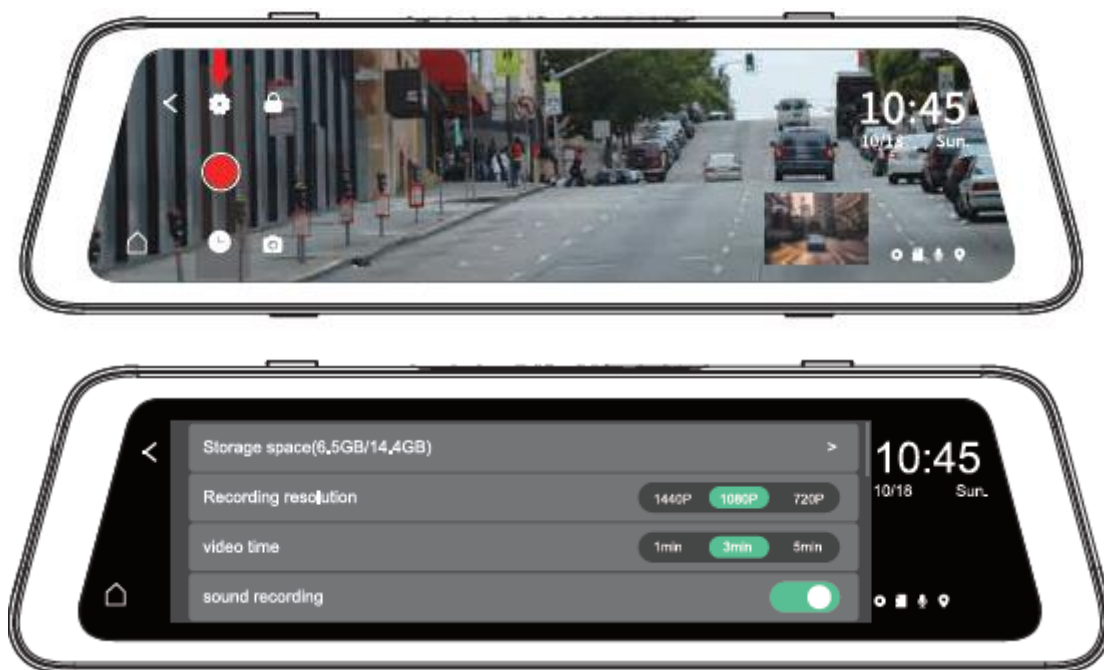 10:45
10/18 Sun.
Storage space(6.5GB/14.4GB) >
Recording resolution 1440P 1080P 720P
video time 1min 3min 5min
sound recording
10:45
10/18 Sun.